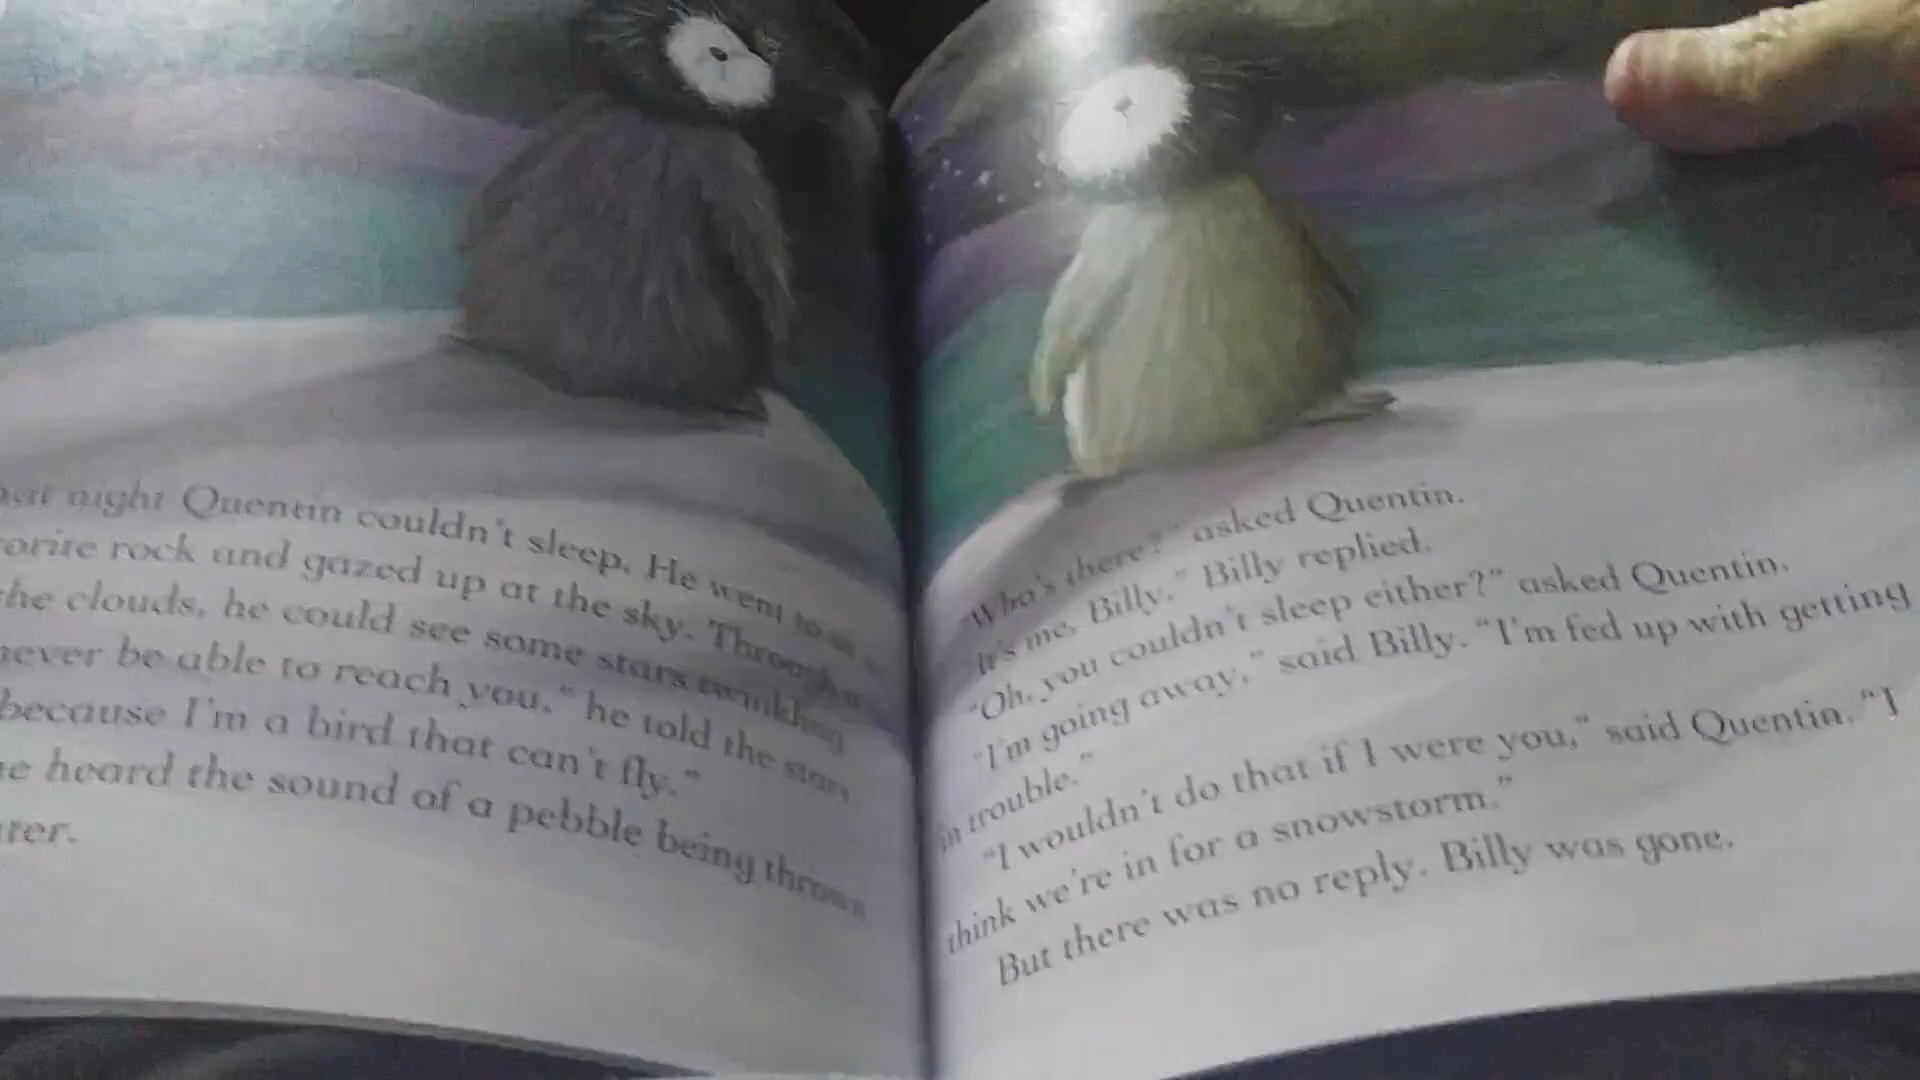 night Quentin couldn't sleep. He went to
rock and gazed up at the sky. Through
the clouds, he could see some stars twinkling
never be able to reach you," he told the stars
because I'm a bird that can't fly."
he heard the sound of a pebble being thrown
"Who's there?" asked Quentin.
It's me, Billy," Billy replied.
"Oh, you couldn't sleep either?" asked Quentin.
"I'm going away," said Billy. "I'm fed up with getting
in trouble."
"I wouldn't do that if I were you," said Quentin. "I
think we're in for a snowstorm."
But there was no reply. Billy was gone.